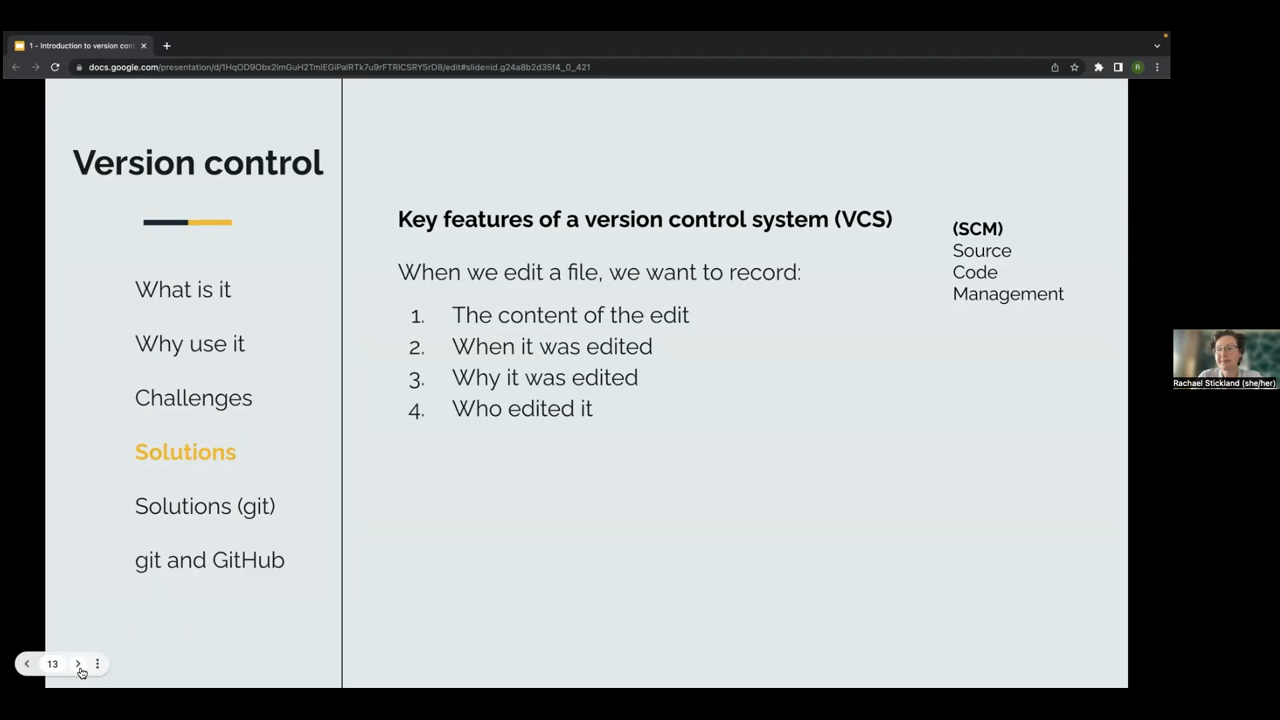 1 - Introduction to version con
docs.google.com/presentation/d/1HqOD9Obx2lmGuH2TmlEGiPalRTk7u9rFTRlCSRYSrD8/edit#slide=id.g24a8b2d35f4_0_421
R
Version control
What is it
Why use it
Challenges
Solutions
Solutions (git)
git and GitHub
Key features of a version control system (VCS)
When we edit a file, we want to record:
1. The content of the edit
2. When it was edited
3. Why it was edited
4. Who edited it
(SCM)
Source
Code
Management
Rachael Stickland (she/her)
13